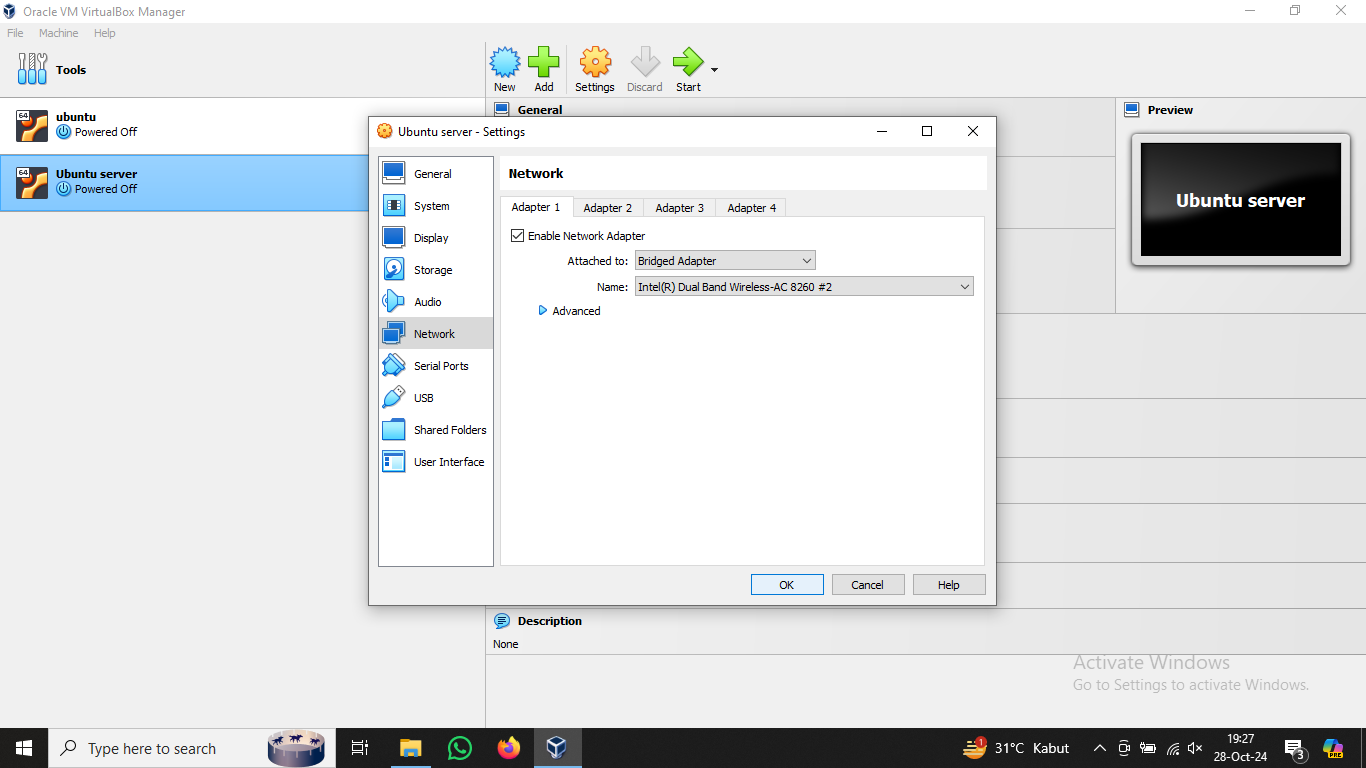 Oracle VM VirtualBox Manager
File Machine Help
Tools
New Add Settings Discard Start
64
ubuntu
Powered Off
64
Ubuntu server
Powered Off
General
Preview
Ubuntu server
Ubuntu server - Settings
General
System
Display
Storage
Audio
Network
Serial Ports
USB
Shared Folders
User Interface
Network
Adapter 1 Adapter 2 Adapter 3 Adapter 4
Enable Network Adapter
Attached to: Bridged Adapter
Name: Intel(R) Dual Band Wireless-AC 8260 #2
Advanced
OK Cancel Help
Description
None
Activate Windows
Go to Settings to activate Windows.
Type here to search
1
31°C Kabut
19:27
28-Oct-24
3
PRE